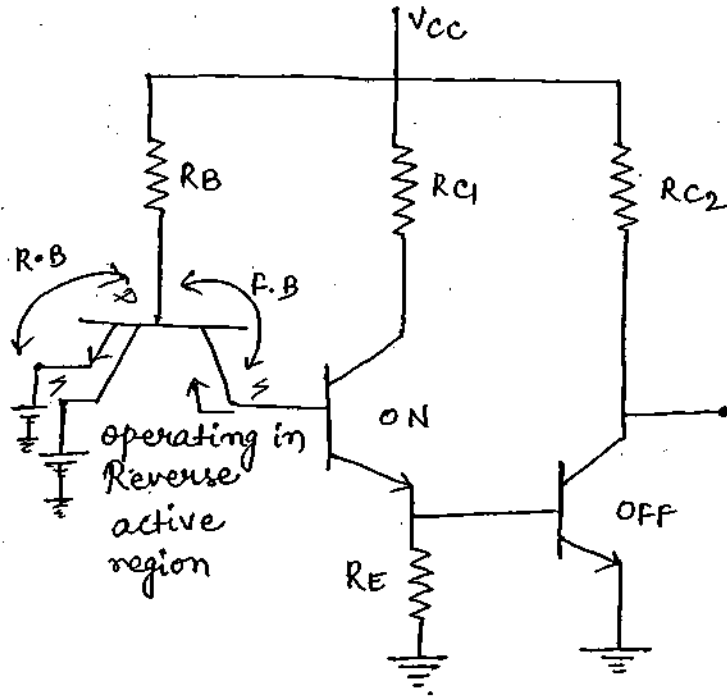 VCC
RB
RC1
RC2
R.B
F.B
operating in
Reverse
active
region
ON
OFF
RE